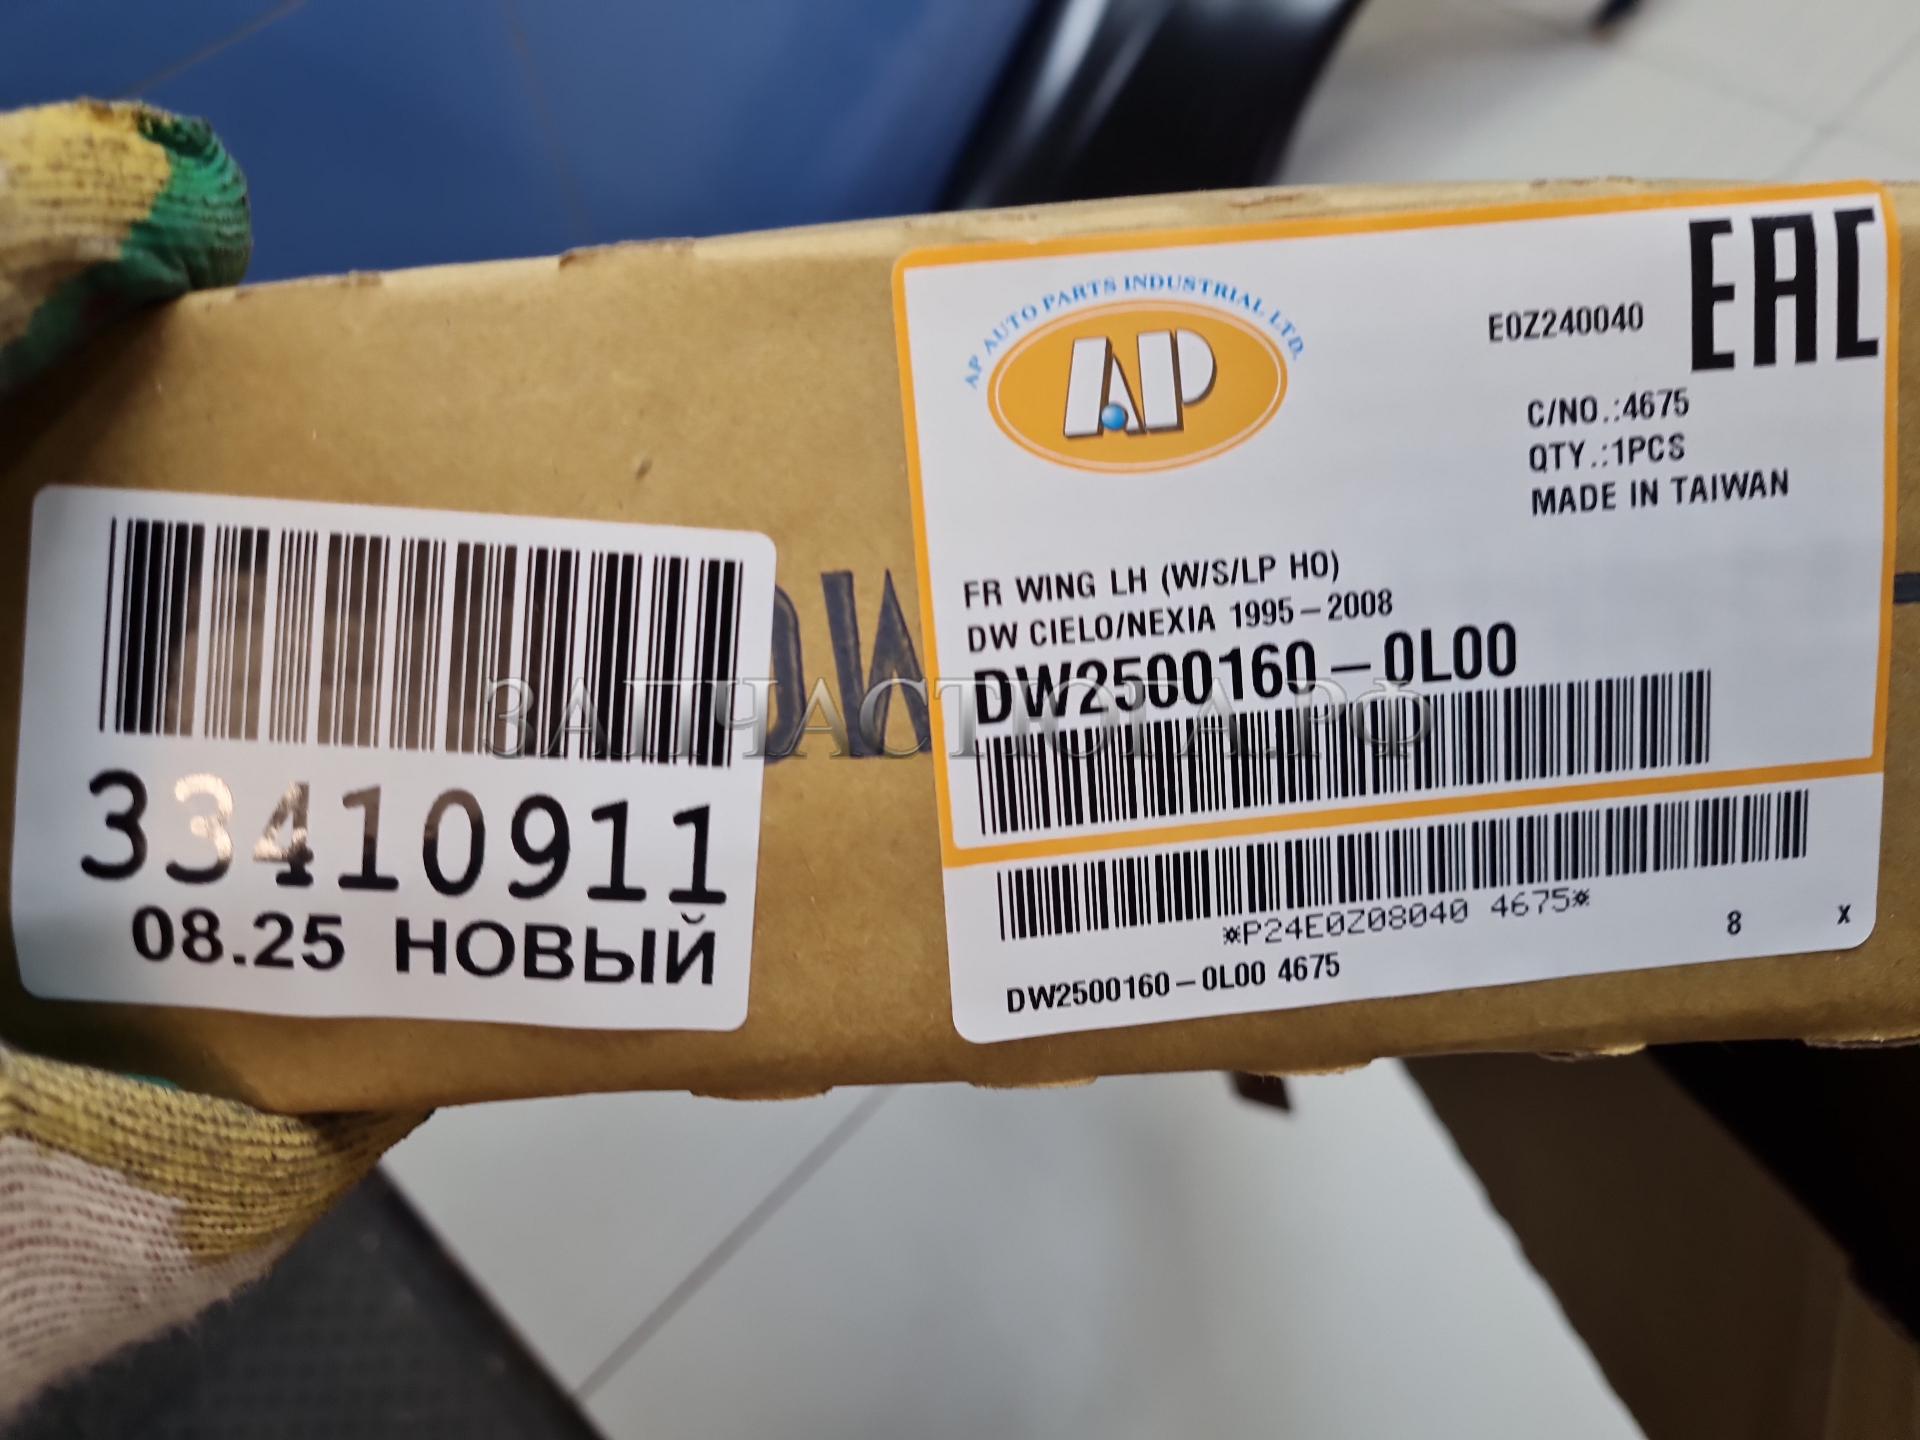 33410911
08.25 НОВЫЙ
AP AUTO PARTS INDUSTRIAL LTD.
AP
E0Z240040
EAC
C/NO.:4675
QTY.:1PCS
MADE IN TAIWAN
FR WING LH (W/S/LP HO)
DW CIELO/NEXIA 1995-2008
DW2500160-0L00
*P24E0Z08040 4675*
DW2500160-0L00 4675
8 X
ЗАПЧАСТЮГА.РФ